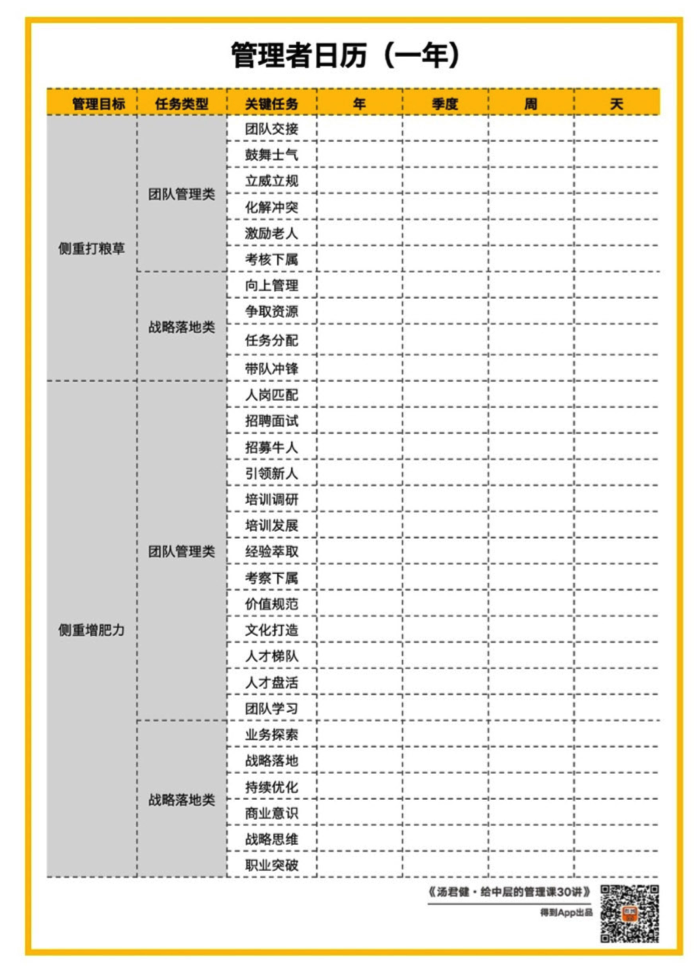 管理者日历（一年）
管理目标 任务类型 关键任务 年 季度 周 天
团队交接
鼓舞士气
立威立规
团队管理类
化解冲突
激励老人
侧重打粮草
考核下属
向上管理
争取资源
战略落地类
任务分配
带队冲锋
人岗匹配
招聘面试
招募牛人
引领新人
培训调研
培训发展
团队管理类 经验萃取
考察下属
价值规范
侧重增肥力 文化打造
人才梯队
人才盘活
团队学习
业务探索
战略落地
持续优化
战略落地类
商业意识
战略思维
职业突破
《汤君健·给中层的管理课30讲》
得到App出品